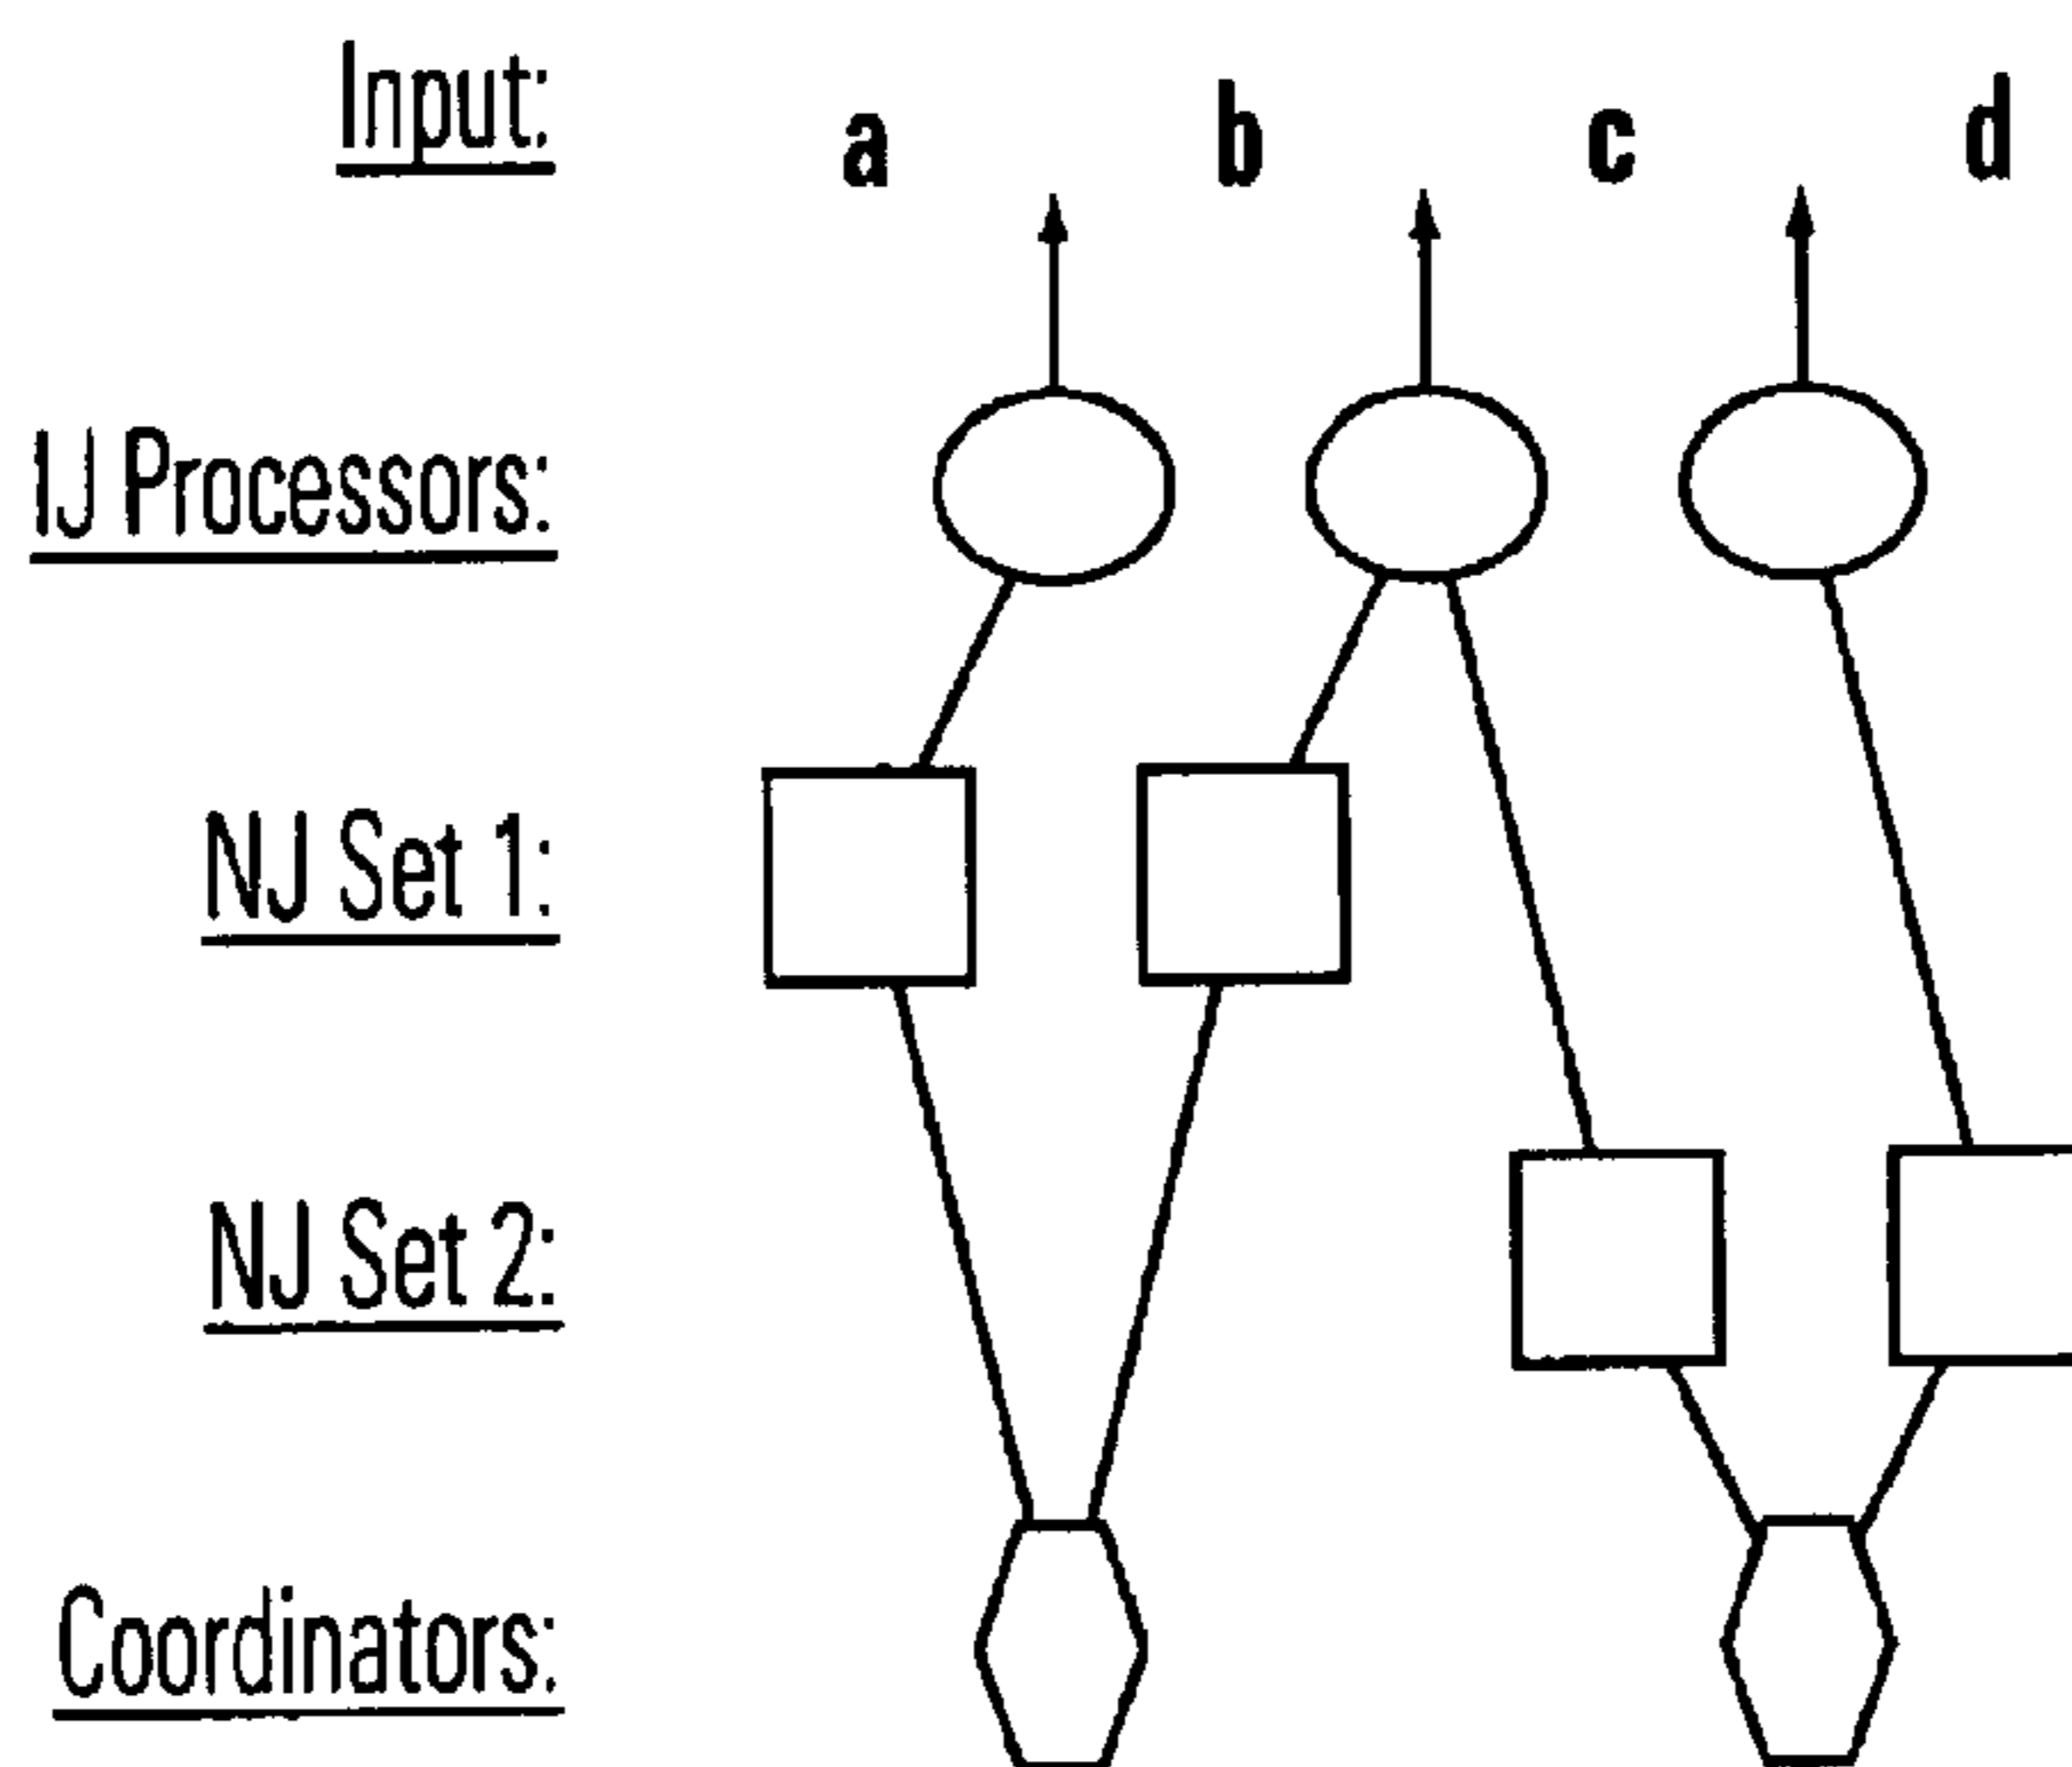 Input: a b c d
IJ Processors:
NJ Set 1:
NJ Set 2:
Coordinators: